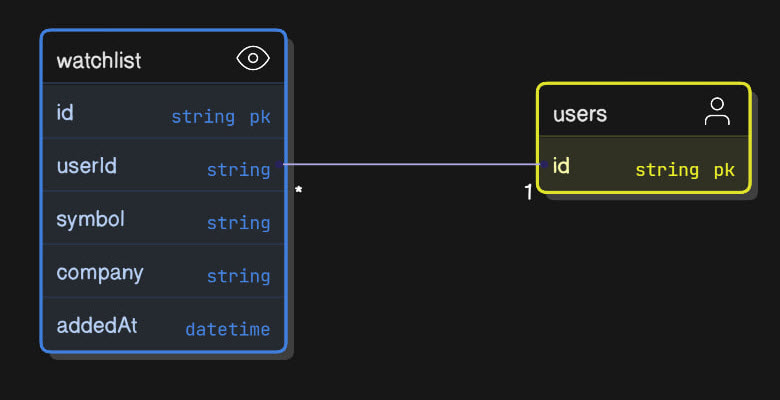 watchlist
id string pk
userId string
symbol string
company string
addedAt datetime
* 1
users
id string pk